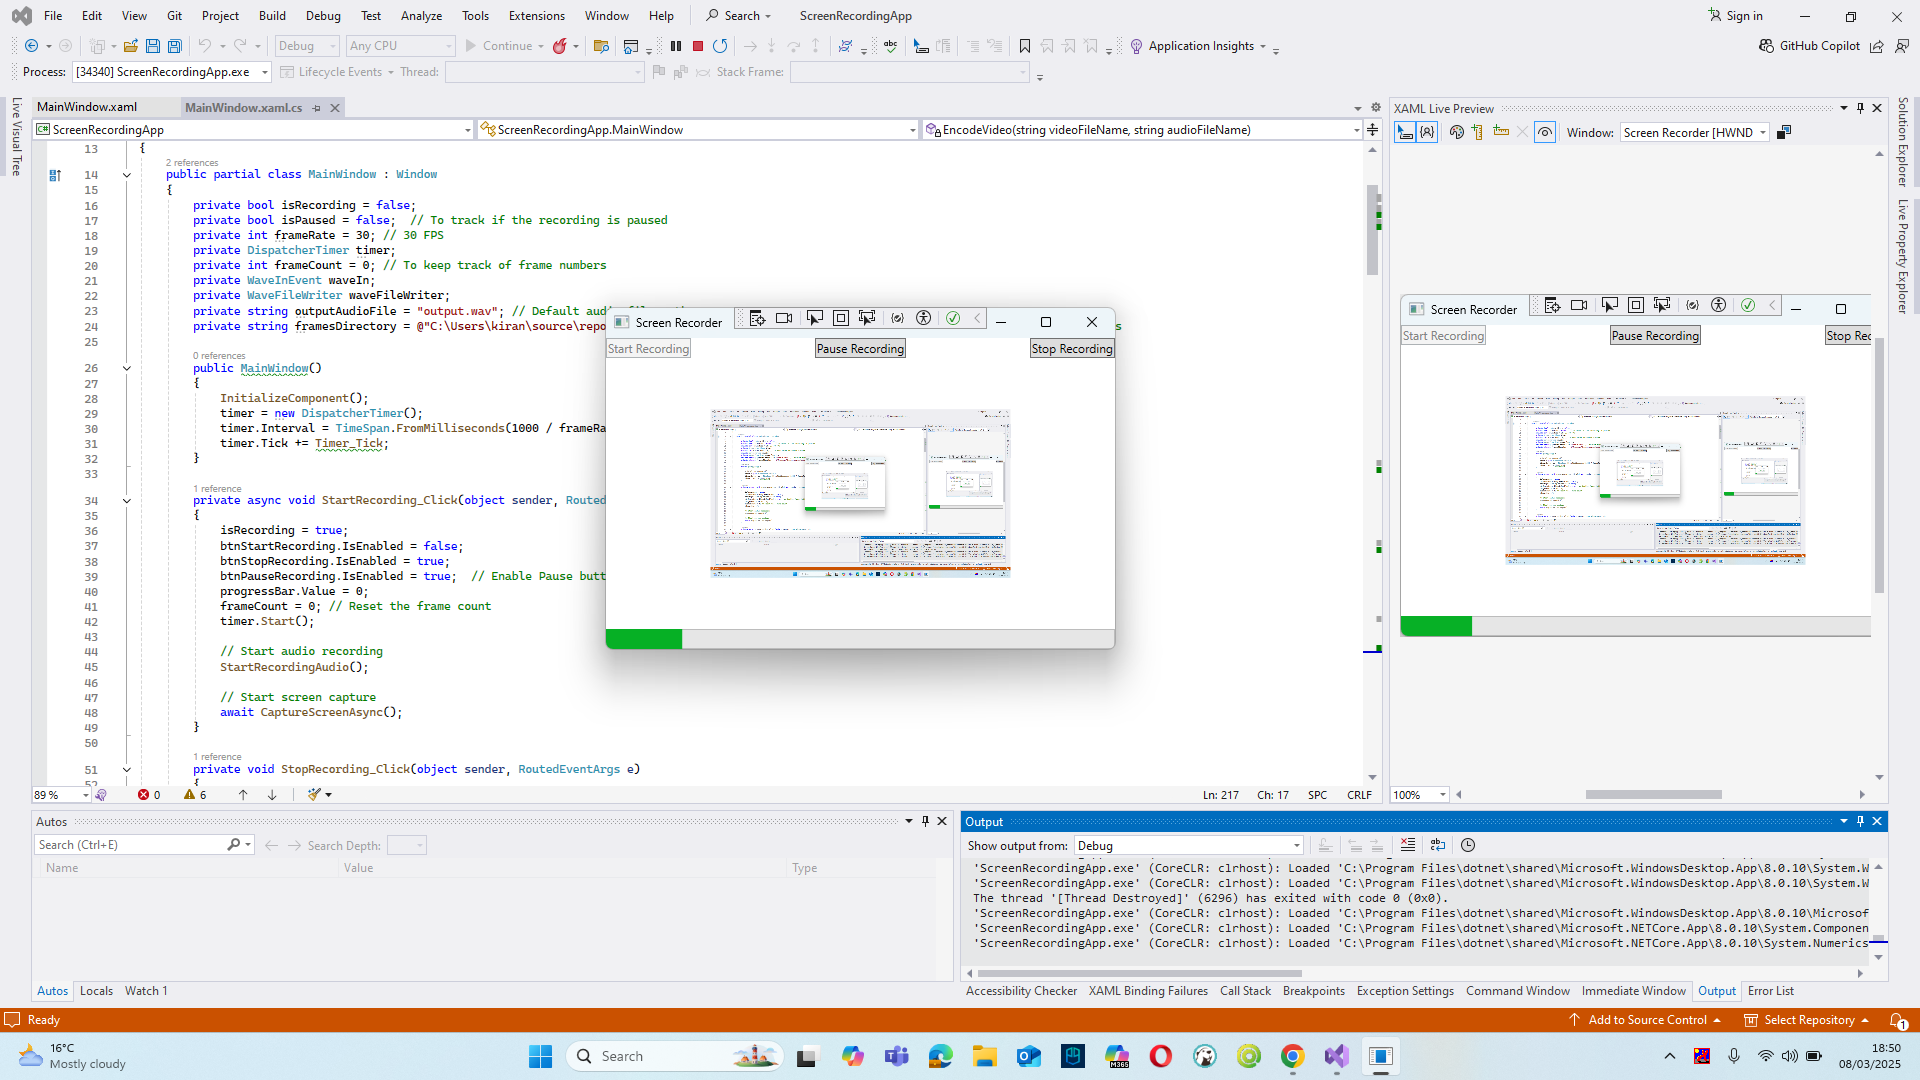 File Edit View Git Project Build Debug Test Analyze Tools Extensions Window Help Search ScreenRecordingApp Sign in
Debug Any CPU Continue Application Insights GitHub Copilot
Process: [34340] ScreenRecordingApp.exe Lifecycle Events Thread: Stack Frame:
Live Visual Tree
MainWindow.xaml MainWindow.xaml.cs
ScreenRecordingApp ScreenRecordingApp.MainWindow EncodeVideo(string videoFileName, string audioFileName)
13 {
2 references
14 public partial class MainWindow : Window
15 {
16 private bool isRecording = false;
17 private bool isPaused = false; // To track if the recording is paused
18 private int frameRate = 30; // 30 FPS
19 private DispatcherTimer timer;
20 private int frameCount = 0; // To keep track of frame numbers
21 private WaveInEvent waveIn;
22 private WaveFileWriter waveFileWriter;
23 private string outputAudioFile = "output.wav"; // Default
24 private string framesDirectory = @"C:\Users\kiran\source\repo
25
0 references
26 public MainWindow()
27 {
28 InitializeComponent();
29 timer = new DispatcherTimer();
30 timer.Interval = TimeSpan.FromMilliseconds(1000 / frameRa
31 timer.Tick += Timer_Tick;
32 }
33
1 reference
34 private async void StartRecording_Click(object sender, Routed
35 {
36 isRecording = true;
37 btnStartRecording.IsEnabled = false;
38 btnStopRecording.IsEnabled = true;
39 btnPauseRecording.IsEnabled = true; // Enable Pause butt
40 progressBar.Value = 0;
41 frameCount = 0; // Reset the frame count
42 timer.Start();
43
44 // Start audio recording
45 StartRecordingAudio();
46
47 // Start screen capture
48 await CaptureScreenAsync();
49 }
50
1 reference
51 private void StopRecording_Click(object sender, RoutedEventArgs e)
52 {
89 % 0 6 Ln: 217 Ch: 17 SPC CRLF
Screen Recorder
Start Recording Pause Recording Stop Recording
XAML Live Preview
Window: Screen Recorder [HWND
Screen Recorder
Start Recording Pause Recording Stop Rec
100%
Solution Explorer
Live Property Explorer
Autos
Search (Ctrl+E) Search Depth:
Name Value Type
Autos Locals Watch 1
Output
Show output from: Debug
'ScreenRecordingApp.exe' (CoreCLR: clrhost): Loaded 'C:\Program Files\dotnet\shared\Microsoft.WindowsDesktop.App\8.0.10\System.W
'ScreenRecordingApp.exe' (CoreCLR: clrhost): Loaded 'C:\Program Files\dotnet\shared\Microsoft.WindowsDesktop.App\8.0.10\System.W
The thread '[Thread Destroyed]' (6296) has exited with code 0 (0x0).
'ScreenRecordingApp.exe' (CoreCLR: clrhost): Loaded 'C:\Program Files\dotnet\shared\Microsoft.WindowsDesktop.App\8.0.10\Microsof
'ScreenRecordingApp.exe' (CoreCLR: clrhost): Loaded 'C:\Program Files\dotnet\shared\Microsoft.NETCore.App\8.0.10\System.Componen
'ScreenRecordingApp.exe' (CoreCLR: clrhost): Loaded 'C:\Program Files\dotnet\shared\Microsoft.NETCore.App\8.0.10\System.Numerics
Accessibility Checker XAML Binding Failures Call Stack Breakpoints Exception Settings Command Window Immediate Window Output Error List
Ready Add to Source Control Select Repository 1
16°C
Mostly cloudy
Search
18:50
08/03/2025